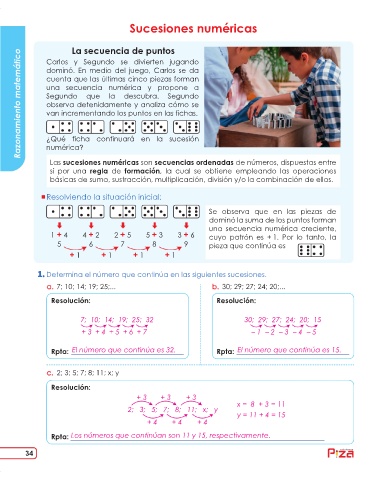 Sucesiones numéricas
Razonamiento matemático
La secuencia de puntos
Carlos y Segundo se divierten jugando
dominó. En medio del juego, Carlos se da
cuenta que las últimas cinco piezas forman
una secuencia numérica y propone a
Segundo que la descubra. Segundo
observa detenidamente y analiza cómo se
van incrementando los puntos en las fichas.
¿Qué ficha continuará en la sucesión
numérica?
Las sucesiones numéricas son secuencias ordenadas de números, dispuestas entre
sí por una regla de formación, la cual se obtiene empleando las operaciones
básicas de suma, sustracción, multiplicación, división y/o la combinación de ellas.
Resolviendo la situación inicial:
1 + 4 4 + 2 2 + 5 5 + 3 3 + 6
5 6 7 8 9
+ 1 + 1 + 1 + 1
Se observa que en las piezas de
dominó la suma de los puntos forman
una secuencia numérica creciente,
cuyo patrón es + 1. Por lo tanto, la
pieza que continúa es
1. Determina el número que continúa en las siguientes sucesiones.
a. 7; 10; 14; 19; 25;...
Resolución:
7; 10; 14; 19; 25; 32
+ 3 + 4 + 5 + 6 + 7
Rpta: El número que continúa es 32.
b. 30; 29; 27; 24; 20;...
Resolución:
30; 29; 27; 24; 20; 15
– 1 – 2 – 3 – 4 – 5
Rpta: El número que continúa es 15.
c. 2; 3; 5; 7; 8; 11; x; y
Resolución:
+ 3 + 3 + 3
2; 3; 5; 7; 8; 11; x; y
+ 4 + 4 + 4
x = 8 + 3 = 11
y = 11 + 4 = 15
Rpta: Los números que continúan son 11 y 15, respectivamente.
34